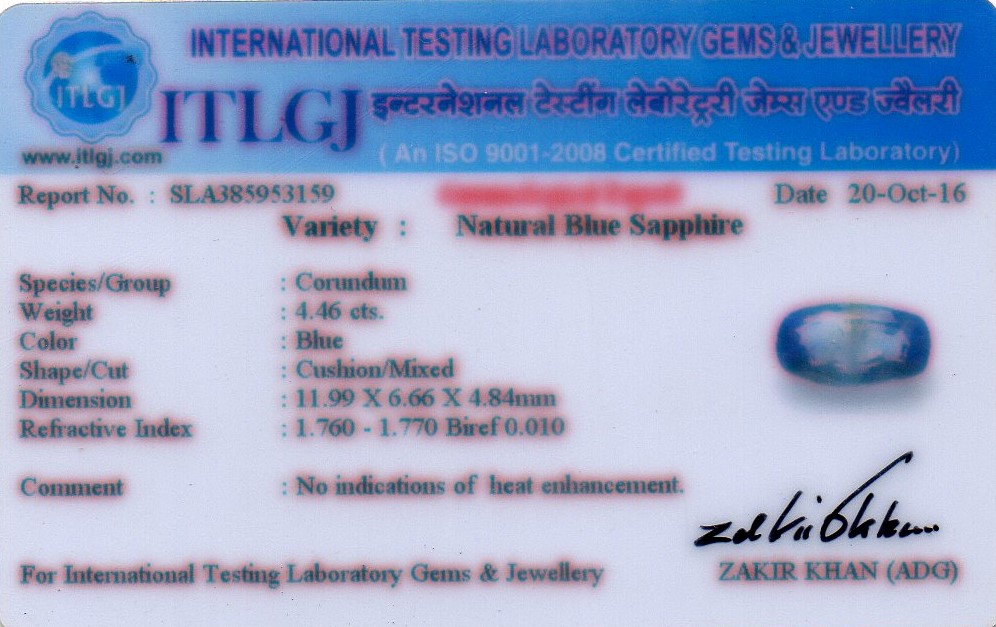 INTERNATIONAL TESTING LABORATORY GEMS & JEWELLERY
ITLGJ
ITLGJ
इन्टरनेशनल टेस्टींग लेबोरेट्ररी जेम्स एण्ड ज्वैलरी
www.itlgj.com
( An ISO 9001-2008 Certified Testing Laboratory)
Report No. : SLA385953159
Date 20-Oct-16
Variety : Natural Blue Sapphire
Species/Group : Corundum
Weight : 4.46 cts.
Color : Blue
Shape/Cut : Cushion/Mixed
Dimension : 11.99 X 6.66 X 4.84mm
Refractive Index : 1.760 - 1.770 Biref 0.010
Comment : No indications of heat enhancement.
For International Testing Laboratory Gems & Jewellery
ZAKIR KHAN (ADG)